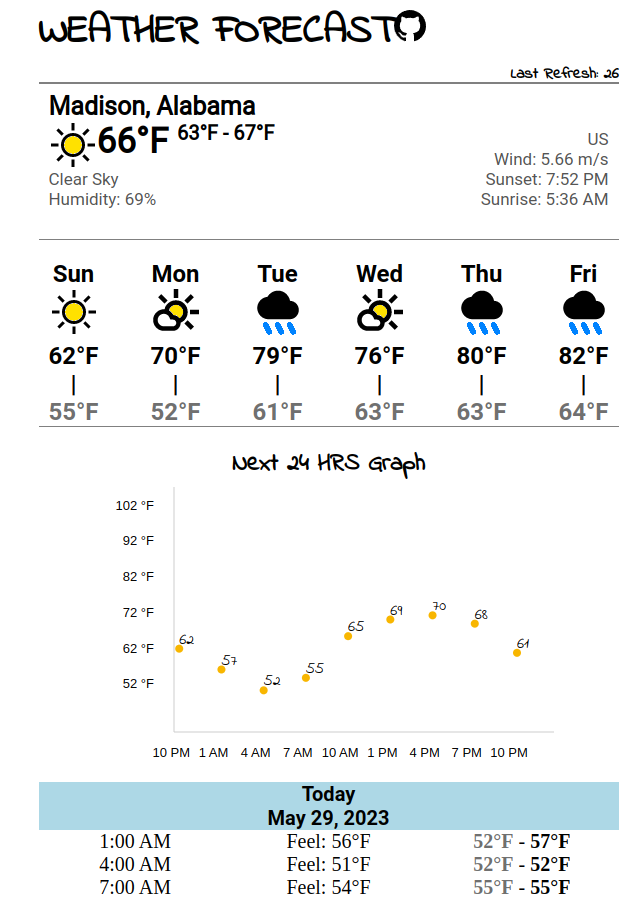 WEATHER FORECAST
Last Refresh: 26
Madison, Alabama
66°F 63°F - 67°F
US
Wind: 5.66 m/s
Clear Sky
Sunset: 7:52 PM
Humidity: 69%
Sunrise: 5:36 AM
Sun Mon Tue Wed Thu Fri
62°F 70°F 79°F 76°F 80°F 82°F
| | | | | |
55°F 52°F 61°F 63°F 63°F 64°F
Next 24 HRS Graph
102 °F
92 °F
82 °F
72 °F
62 °F
52 °F
62 57 52 55 65 69 70 68 61
10 PM 1 AM 4 AM 7 AM 10 AM 1 PM 4 PM 7 PM 10 PM
Today
May 29, 2023
1:00 AM Feel: 56°F 52°F - 57°F
4:00 AM Feel: 51°F 52°F - 52°F
7:00 AM Feel: 54°F 55°F - 55°F